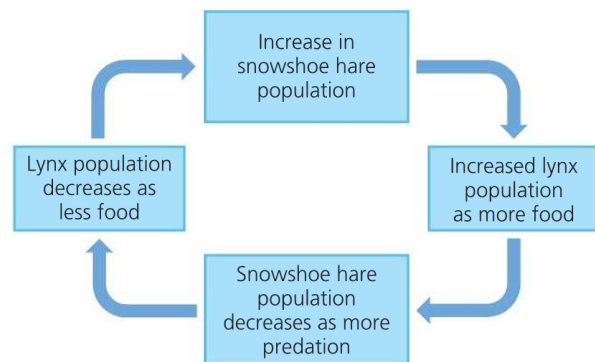 Increase in
snowshoe hare
population
Increased lynx
population
as more food
Snowshoe hare
population
decreases as more
predation
Lynx population
decreases as
less food